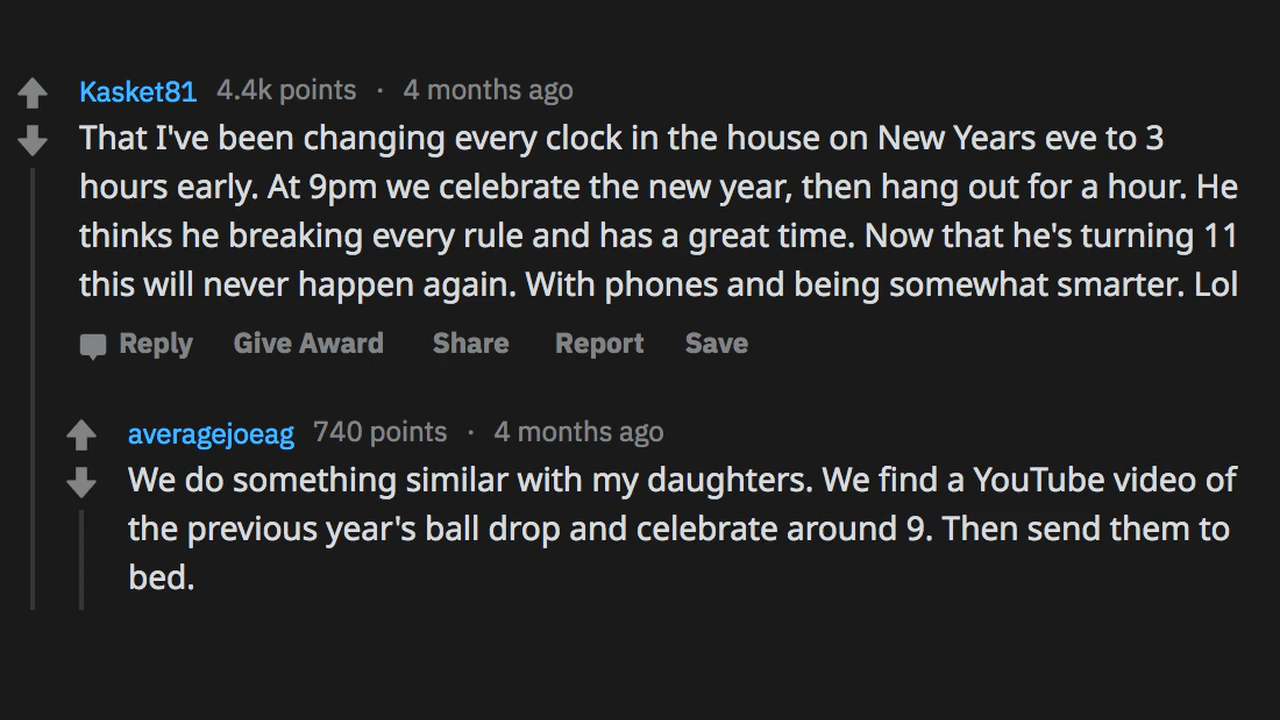 Kasket81 4.4k points · 4 months ago
That I've been changing every clock in the house on New Years eve to 3
hours early. At 9pm we celebrate the new year, then hang out for a hour. He
thinks he breaking every rule and has a great time. Now that he's turning 11
this will never happen again. With phones and being somewhat smarter. Lol
Reply Give Award Share Report Save
averagejoeag 740 points · 4 months ago
We do something similar with my daughters. We find a YouTube video of
the previous year's ball drop and celebrate around 9. Then send them to
bed.